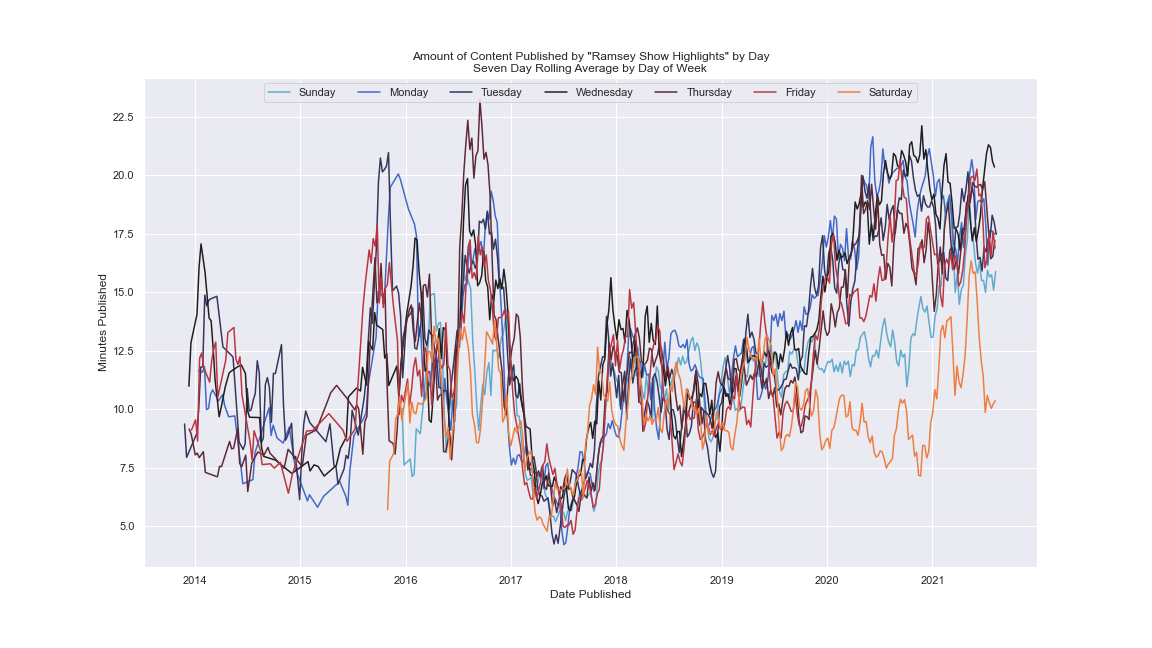 Amount of Content Published by "Ramsey Show Highlights" by Day
Seven Day Rolling Average by Day of Week
Sunday Monday Tuesday Wednesday Thursday Friday Saturday
22.5
20.0
17.5
15.0
12.5
10.0
7.5
5.0
Minutes Published
2014 2015 2016 2017 2018 2019 2020 2021
Date Published